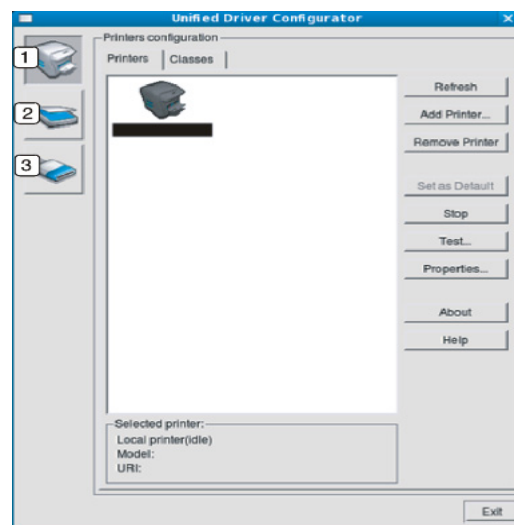 Unified Driver Configurator
Printers configuration
1
Printers
Classes
2
3
Refresh
Add Printer...
Remove Printer
Set as Default
Stop
Test...
Properties...
About
Help
Selected printer:
Local printer(idle)
Model:
URI:
Exit